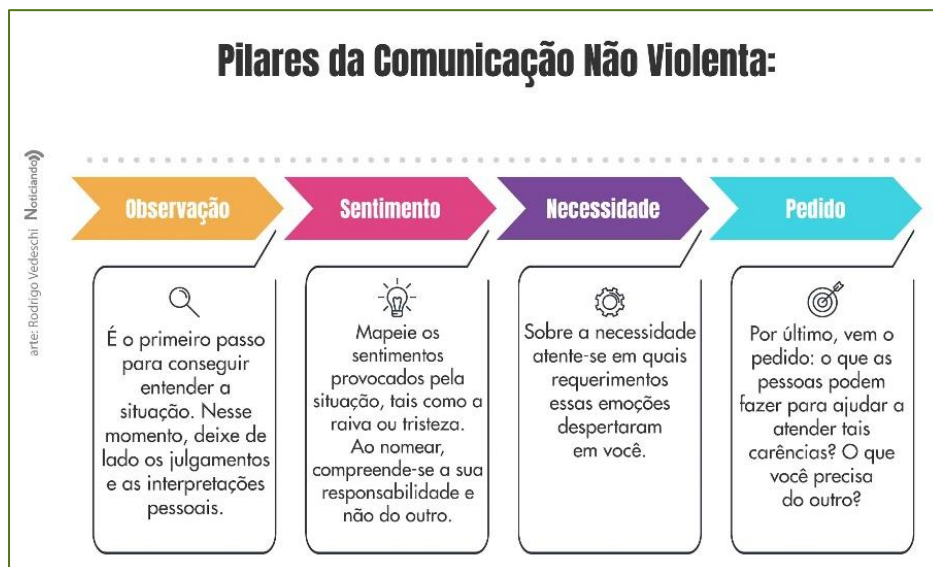 Pilares da Comunicação Não Violenta:
arte: Rodrigo Vedeschi Noticiando
Observação
É o primeiro passo
para conseguir
entender a
situação. Nesse
momento, deixe de
lado os julgamentos
e as interpretações
pessoais.
Sentimento
Mapeie os
sentimentos
provocados pela
situação, tais como a
raiva ou tristeza.
Ao nomear,
compreende-se a sua
responsabilidade e
não do outro.
Necessidade
Sobre a necessidade
atente-se em quais
requerimentos
essas emoções
despertaram
em você.
Pedido
Por último, vem o
pedido: o que as
pessoas podem
fazer para ajudar a
atender tais
carências? O que
você precisa
do outro?